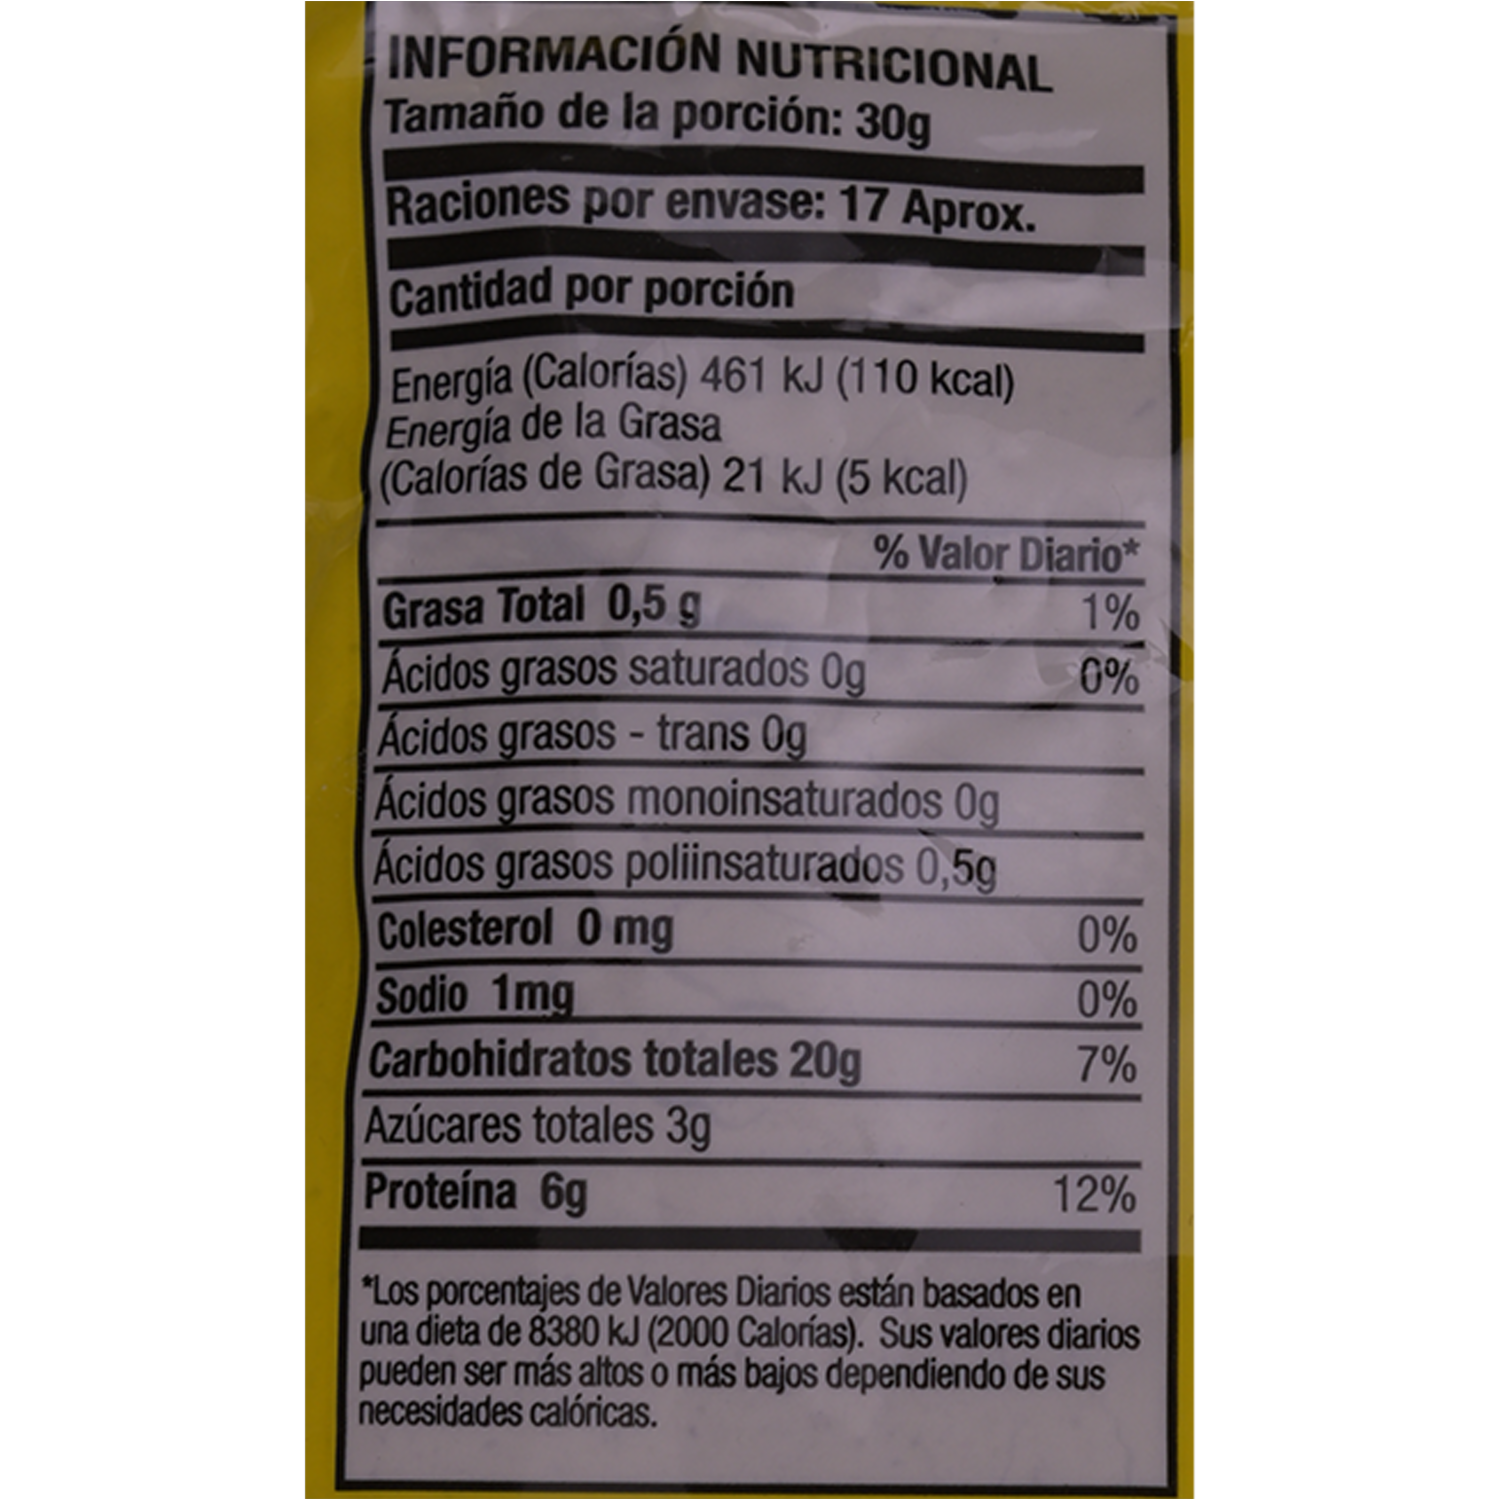 INFORMACIÓN NUTRICIONAL
Tamaño de la porción: 30g
Raciones por envase: 17 Aprox.
Cantidad por porción
Energía (Calorías) 461 kJ (110 kcal)
Energía de la Grasa
(Calorías de Grasa) 21 kJ (5 kcal)
% Valor Diario*
Grasa Total 0,5 g 1%
Ácidos grasos saturados 0g 0%
Ácidos grasos - trans 0g
Ácidos grasos monoinsaturados 0g
Ácidos grasos poliinsaturados 0,5g
Colesterol 0 mg 0%
Sodio 1mg 0%
Carbohidratos totales 20g 7%
Azúcares totales 3g
Proteína 6g 12%
*Los porcentajes de Valores Diarios están basados en
una dieta de 8380 kJ (2000 Calorías). Sus valores diarios
pueden ser más altos o más bajos dependiendo de sus
necesidades calóricas.